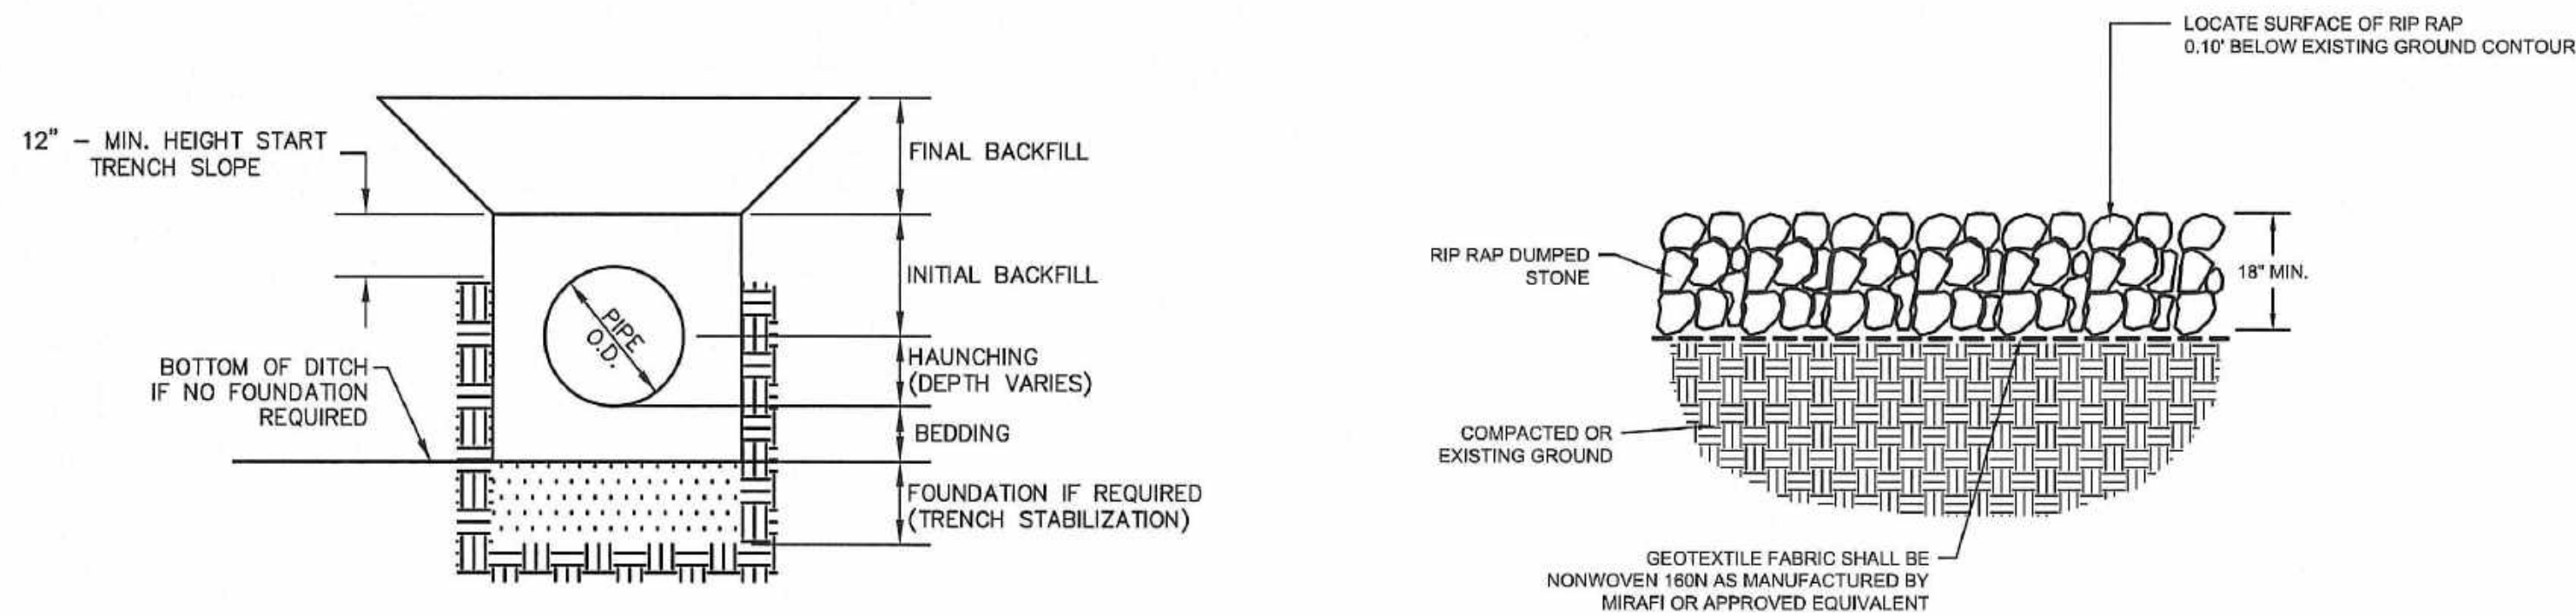 12" – MIN. HEIGHT START
TRENCH SLOPE
BOTTOM OF DITCH
IF NO FOUNDATION
REQUIRED
PIPE
O.D.
FINAL BACKFILL
INITIAL BACKFILL
HAUNCHING
(DEPTH VARIES)
BEDDING
FOUNDATION IF REQUIRED
(TRENCH STABILIZATION)
LOCATE SURFACE OF RIP RAP
0.10' BELOW EXISTING GROUND CONTOUR
RIP RAP DUMPED
STONE
18" MIN.
COMPACTED OR
EXISTING GROUND
GEOTEXTILE FABRIC SHALL BE
NONWOVEN 160N AS MANUFACTURED BY
MIRAFI OR APPROVED EQUIVALENT